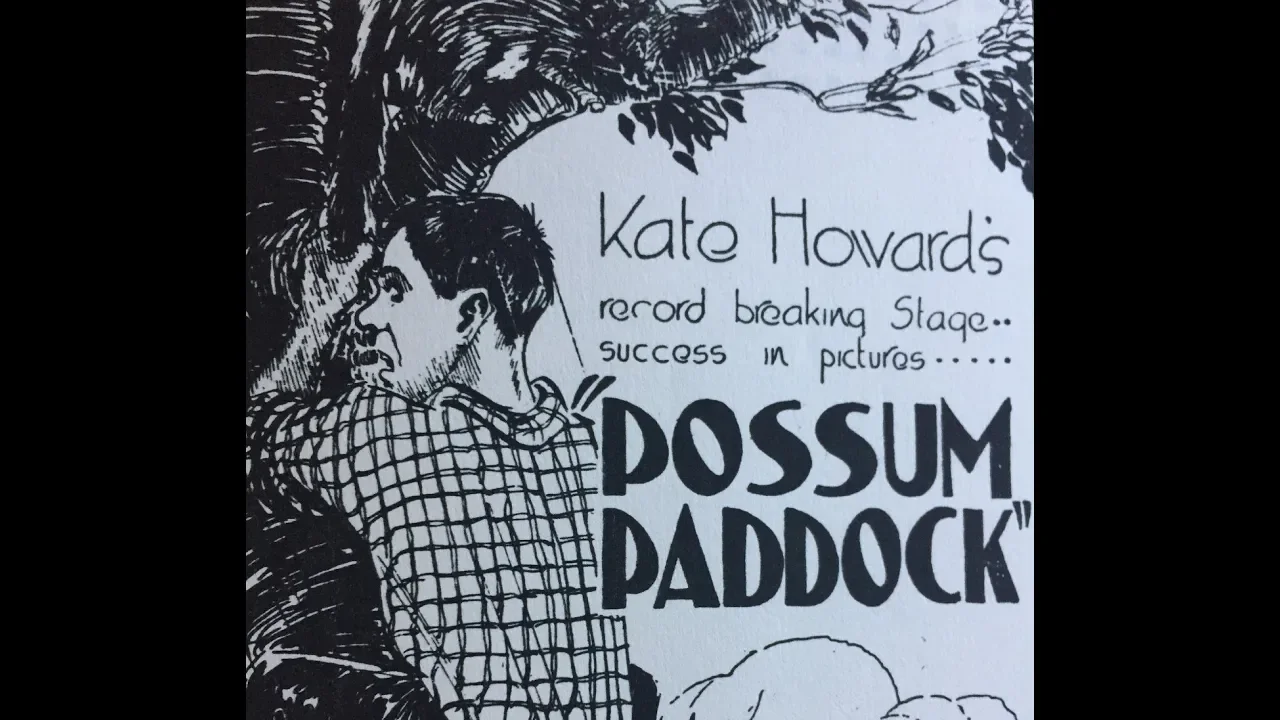 Kate Howard's
record breaking Stage..
success in pictures.....
"POSSUM
PADDOCK"